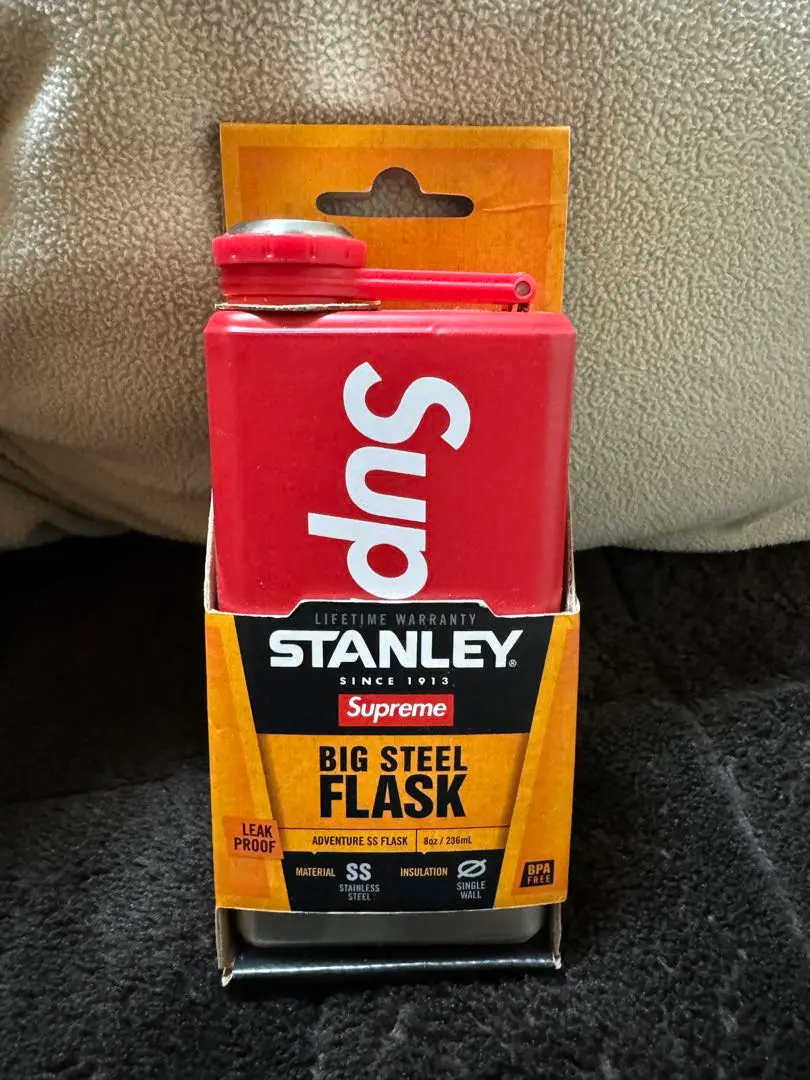 Sup
LIFETIME WARRANTY
STANLEY®
SINCE 1913
Supreme
BIG STEEL
FLASK
LEAK
PROOF
ADVENTURE SS FLASK
8oz / 236mL
MATERIAL
SS
STAINLESS
STEEL
INSULATION
SINGLE
WALL
BPA
FREE